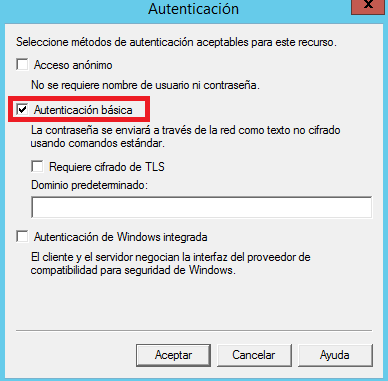 Autenticación
x
Seleccione métodos de autenticación aceptables para este recurso.
Acceso anónimo
No se requiere nombre de usuario ni contraseña.
Autenticación básica
La contraseña se enviará a través de la red como texto no cifrado
usando comandos estándar.
Requiere cifrado de TLS
Dominio predeterminado:
Autenticación de Windows integrada
El cliente y el servidor negocian la interfaz del proveedor de
compatibilidad para seguridad de Windows.
Aceptar Cancelar Ayuda